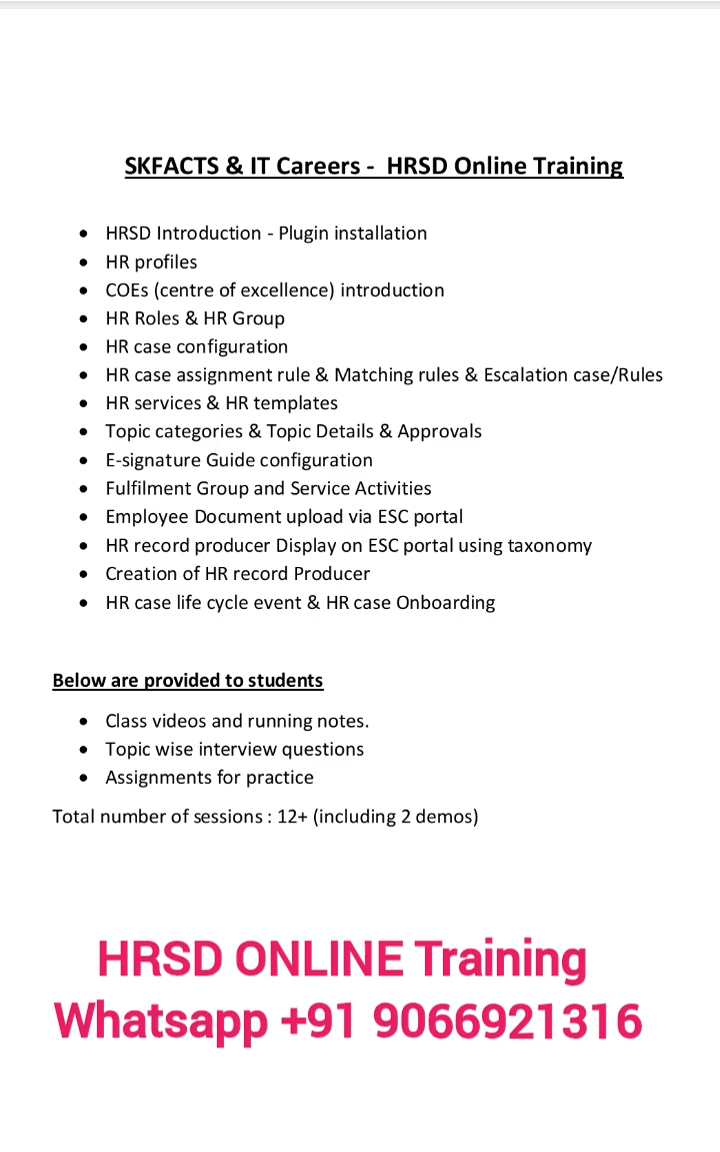 SKFACTS & IT Careers - HRSD Online Training
• HRSD Introduction - Plugin installation
• HR profiles
• COEs (centre of excellence) introduction
• HR Roles & HR Group
• HR case configuration
• HR case assignment rule & Matching rules & Escalation case/Rules
• HR services & HR templates
• Topic categories & Topic Details & Approvals
• E-signature Guide configuration
• Fulfilment Group and Service Activities
• Employee Document upload via ESC portal
• HR record producer Display on ESC portal using taxonomy
• Creation of HR record Producer
• HR case life cycle event & HR case Onboarding
Below are provided to students
• Class videos and running notes.
• Topic wise interview questions
• Assignments for practice
Total number of sessions : 12+ (including 2 demos)
HRSD ONLINE Training
Whatsapp +91 9066921316